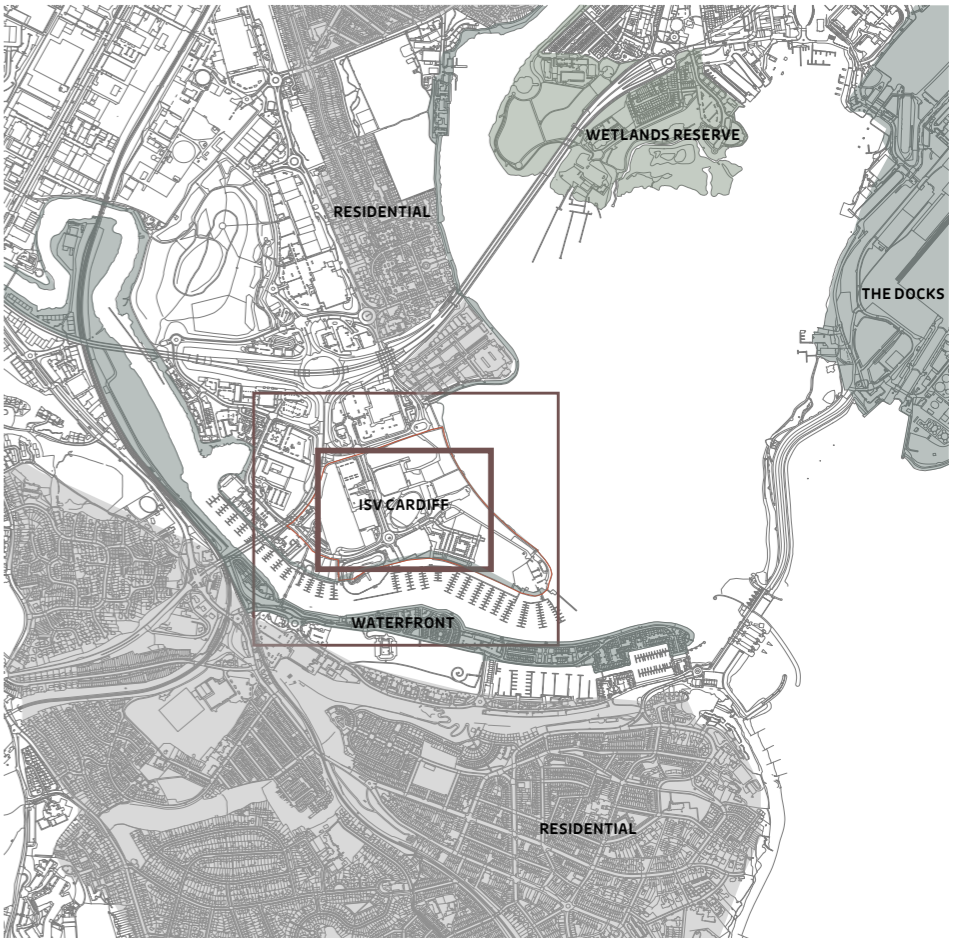 WETLANDS RESERVE
RESIDENTIAL
THE DOCKS
ISV CARDIFF
WATERFRONT
RESIDENTIAL